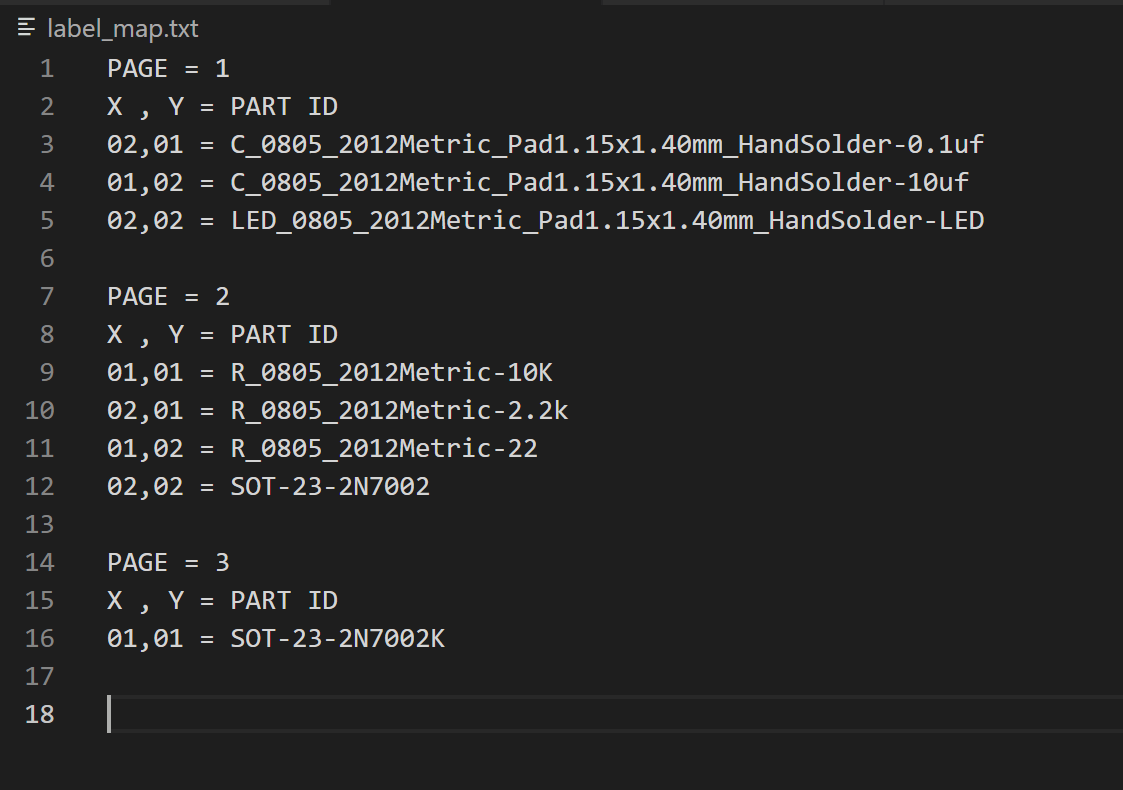 label_map.txt
1 PAGE = 1
2 X , Y = PART ID
3 02,01 = C_0805_2012Metric_Pad1.15x1.40mm_HandSolder-0.1uf
4 01,02 = C_0805_2012Metric_Pad1.15x1.40mm_HandSolder-10uf
5 02,02 = LED_0805_2012Metric_Pad1.15x1.40mm_HandSolder-LED
6
7 PAGE = 2
8 X , Y = PART ID
9 01,01 = R_0805_2012Metric-10K
10 02,01 = R_0805_2012Metric-2.2k
11 01,02 = R_0805_2012Metric-22
12 02,02 = SOT-23-2N7002
13
14 PAGE = 3
15 X , Y = PART ID
16 01,01 = SOT-23-2N7002K
17
18